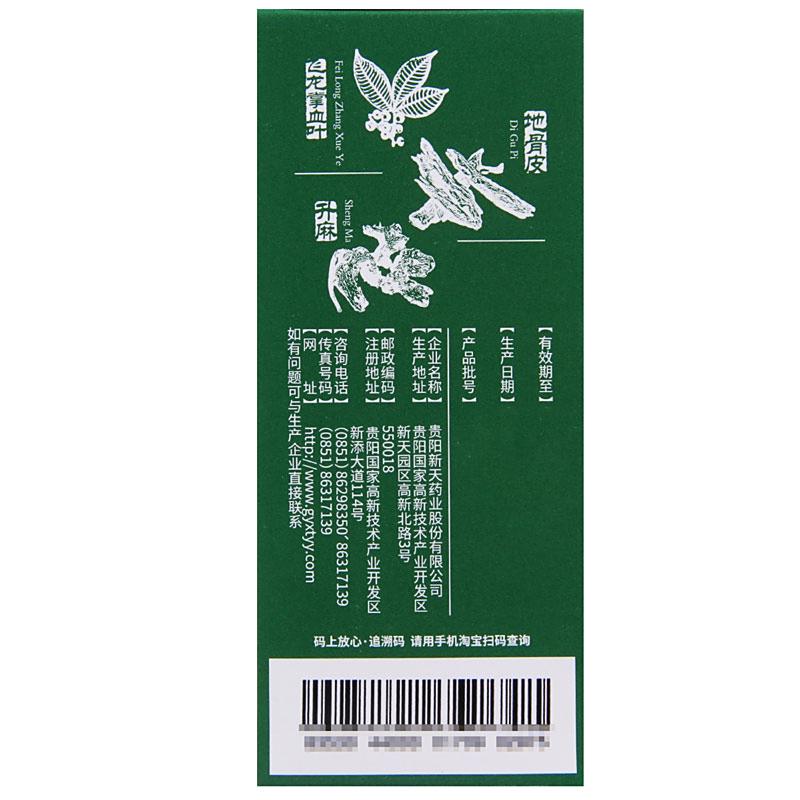 飞龙掌血叶
Fei Long Zhang Xue Ye
地骨皮
Di Gu Pi
升麻
Sheng Ma
【有效期至】
【生产日期】
【产品批号】
【企业名称】贵阳新天药业股份有限公司
【生产地址】贵阳国家高新技术产业开发区
新天园区高新北路3号
【邮政编码】550018
【注册地址】贵阳国家高新技术产业开发区
新添大道114号
【咨询电话】(0851) 86298350、86317139
【传真号码】(0851) 86317139
【网 址】http://www.gyxtyy.com
如有问题可与生产企业直接联系
码上放心·追溯码 请用手机淘宝扫码查询